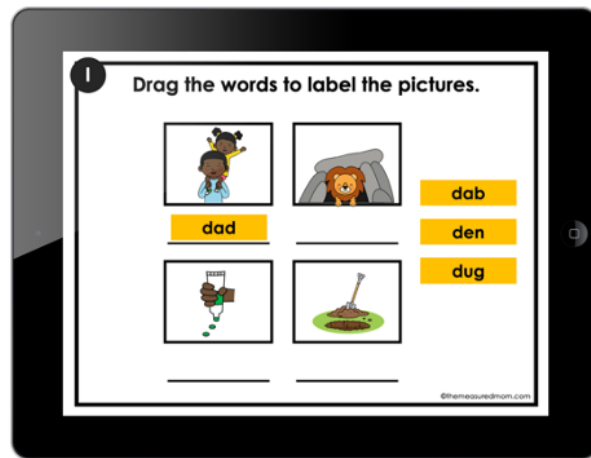 1
Drag the words to label the pictures.
dab
dad
den
dug
©themeasuredmom.com